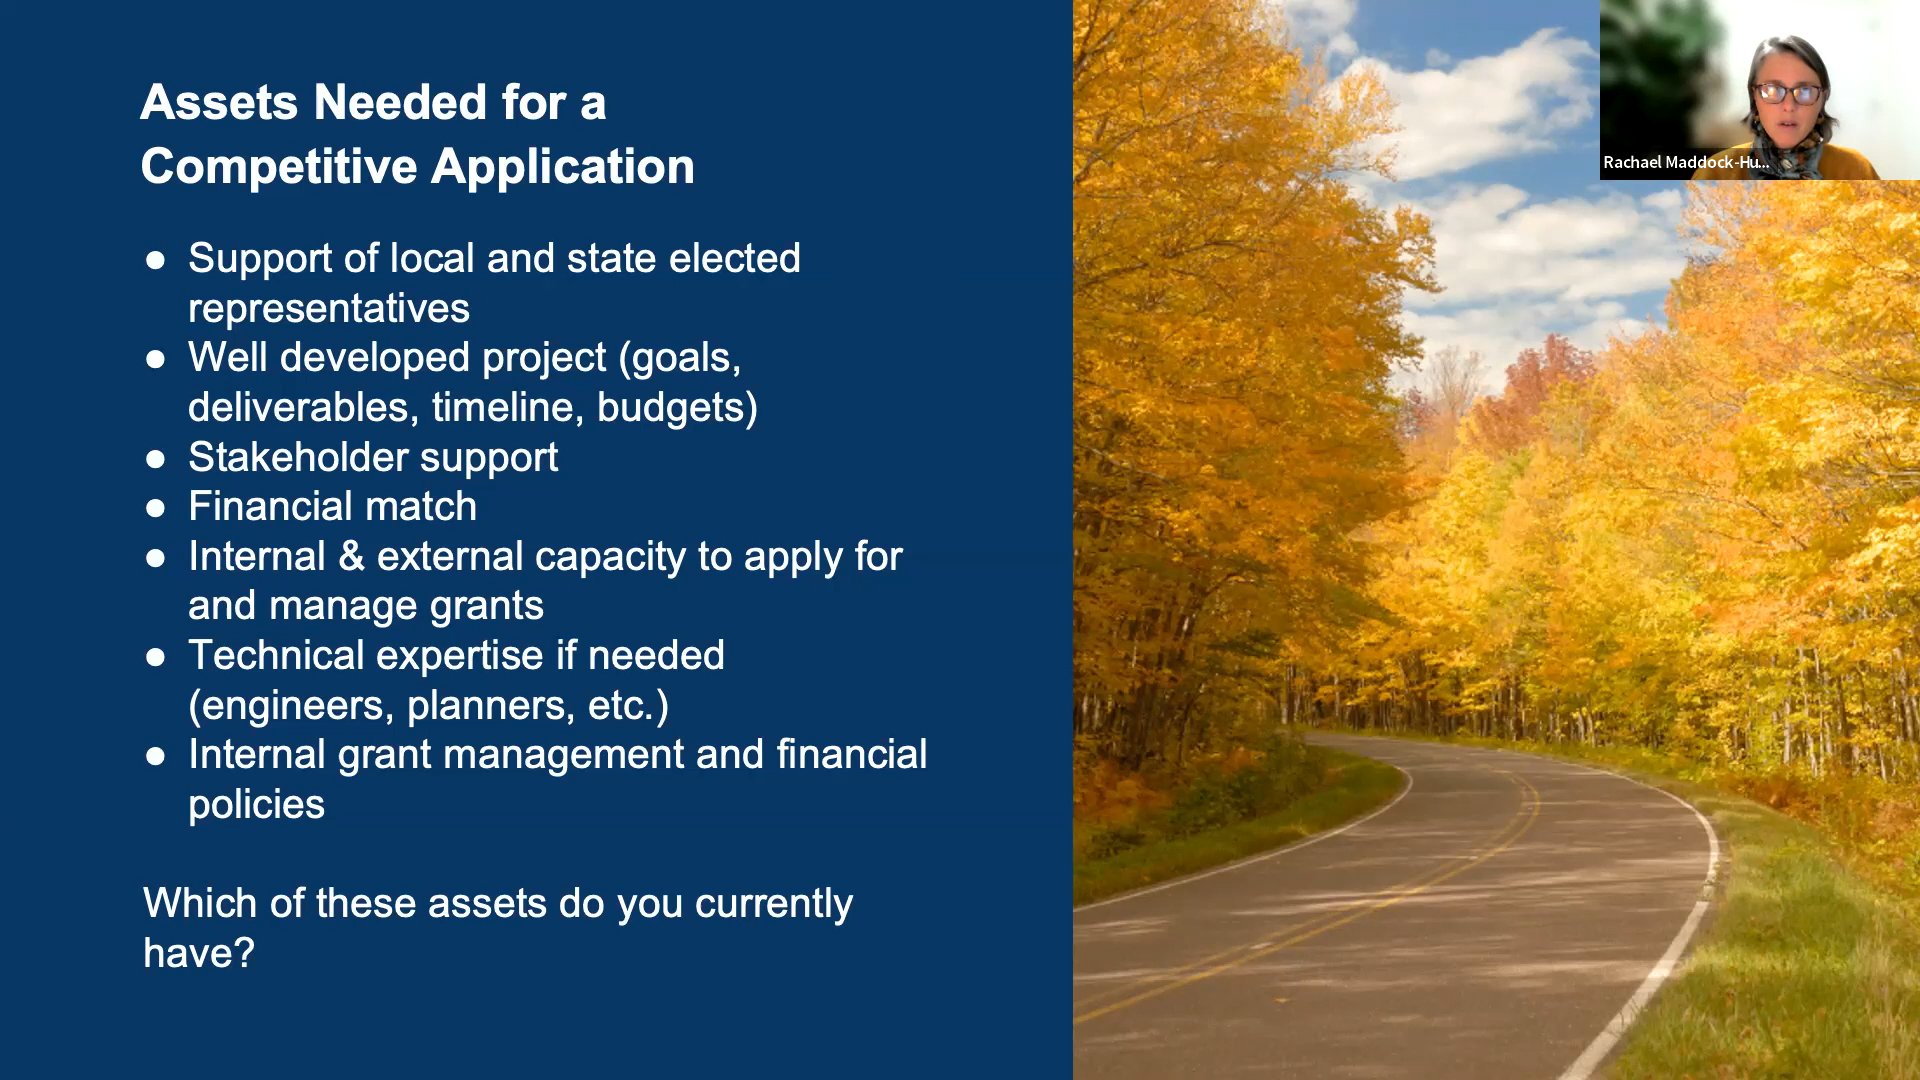 Assets Needed for a
Competitive Application
● Support of local and state elected
representatives
● Well developed project (goals,
deliverables, timeline, budgets)
● Stakeholder support
● Financial match
● Internal & external capacity to apply for
and manage grants
● Technical expertise if needed
(engineers, planners, etc.)
● Internal grant management and financial
policies
Which of these assets do you currently
have?
Rachael Maddock-Hu...